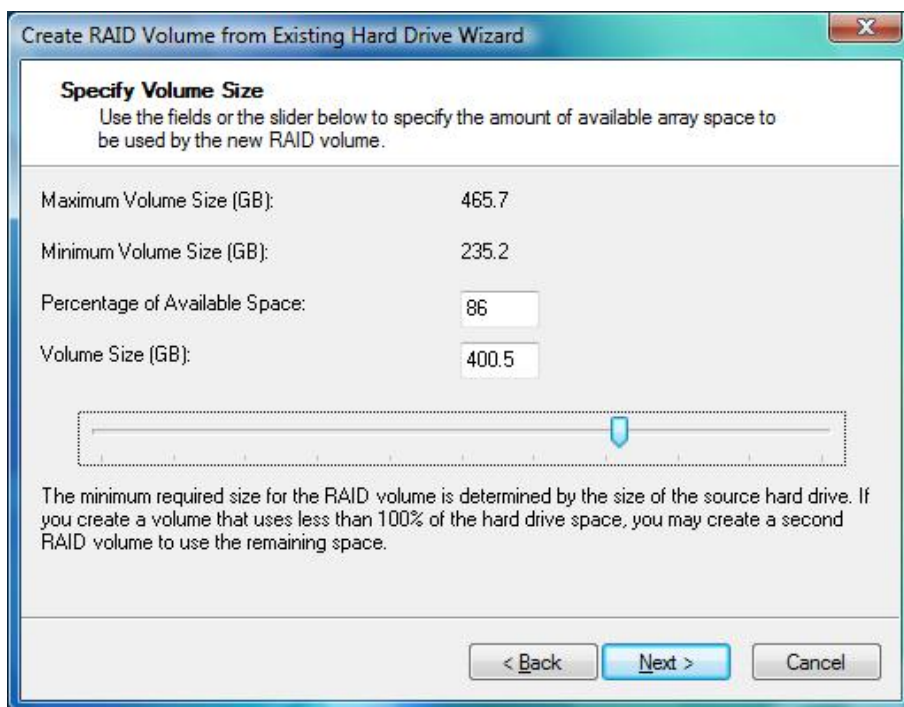 Create RAID Volume from Existing Hard Drive Wizard
X
Specify Volume Size
Use the fields or the slider below to specify the amount of available array space to
be used by the new RAID volume.
Maximum Volume Size (GB): 465.7
Minimum Volume Size (GB): 235.2
Percentage of Available Space: 86
Volume Size (GB): 400.5
The minimum required size for the RAID volume is determined by the size of the source hard drive. If
you create a volume that uses less than 100% of the hard drive space, you may create a second
RAID volume to use the remaining space.
< Back Next > Cancel